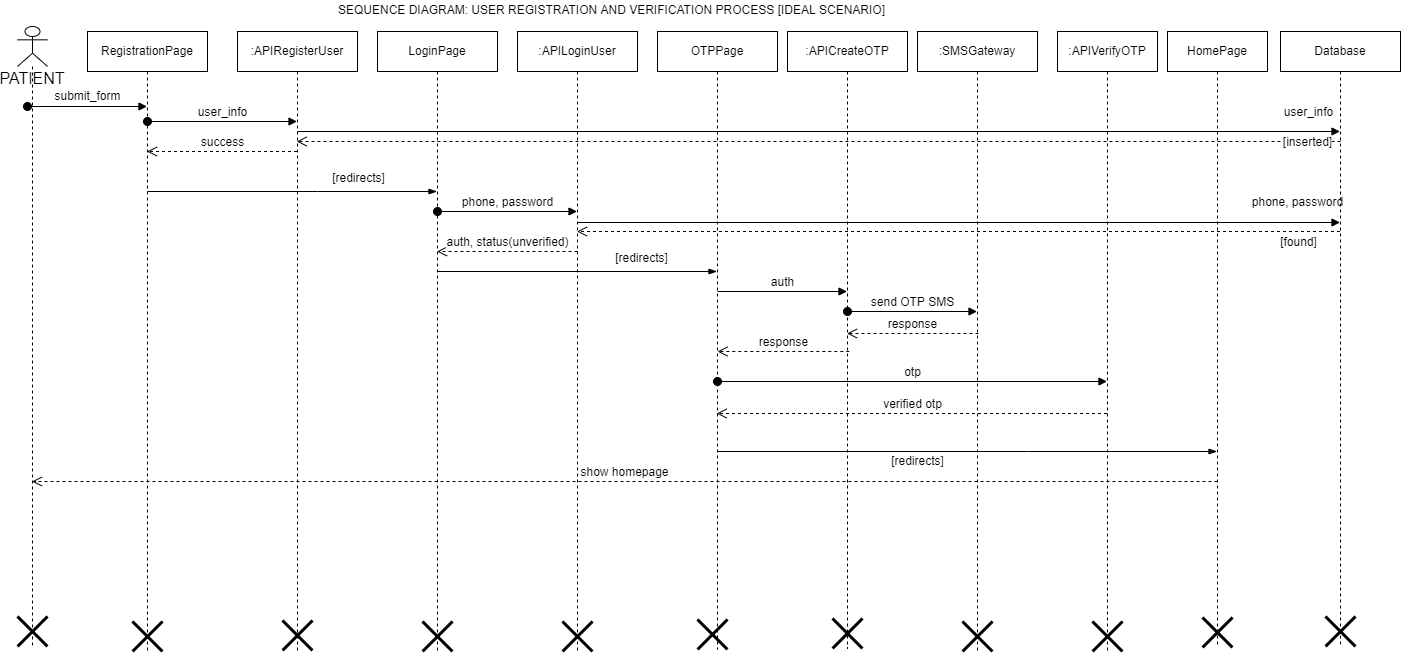 SEQUENCE DIAGRAM: USER REGISTRATION AND VERIFICATION PROCESS [IDEAL SCENARIO]
RegistrationPage
:APIRegisterUser
LoginPage
:APILoginUser
OTPPage
:APICreateOTP
:SMSGateway
:APIVerifyOTP
HomePage
Database
PATIENT
submit_form
user_info
user_info
[inserted]
success
[redirects]
phone, password
phone, password
[found]
auth, status(unverified)
[redirects]
auth
send OTP SMS
response
response
otp
verified otp
[redirects]
show homepage